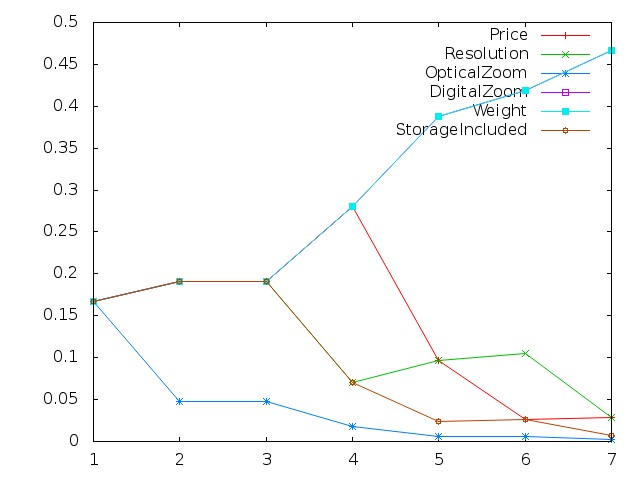 0.5
0.45
0.4
0.35
0.3
0.25
0.2
0.15
0.1
0.05
0
1 2 3 4 5 6 7
Price
Resolution
OpticalZoom
DigitalZoom
Weight
StorageIncluded